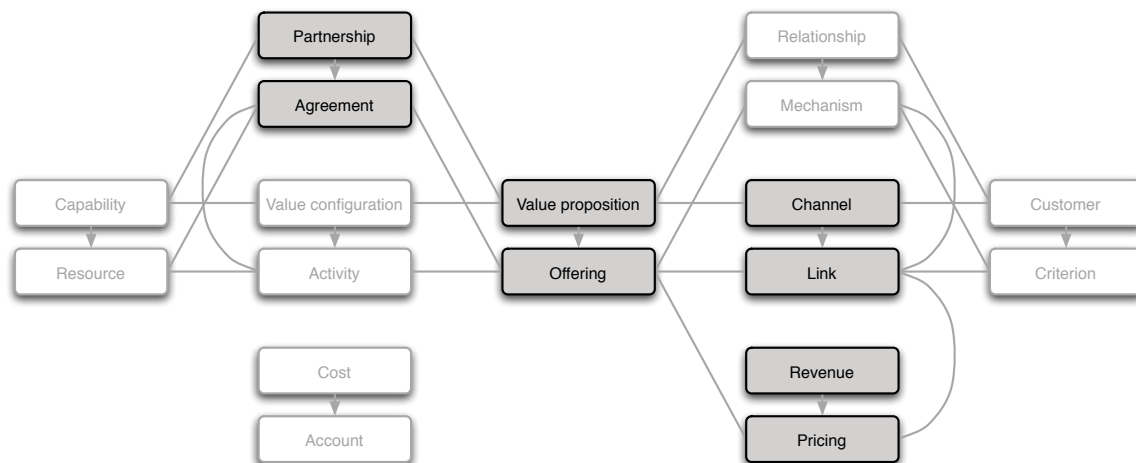 Partnership
Relationship
Agreement
Mechanism
Capability
Value configuration
Value proposition
Channel
Customer
Resource
Activity
Offering
Link
Criterion
Cost
Revenue
Account
Pricing